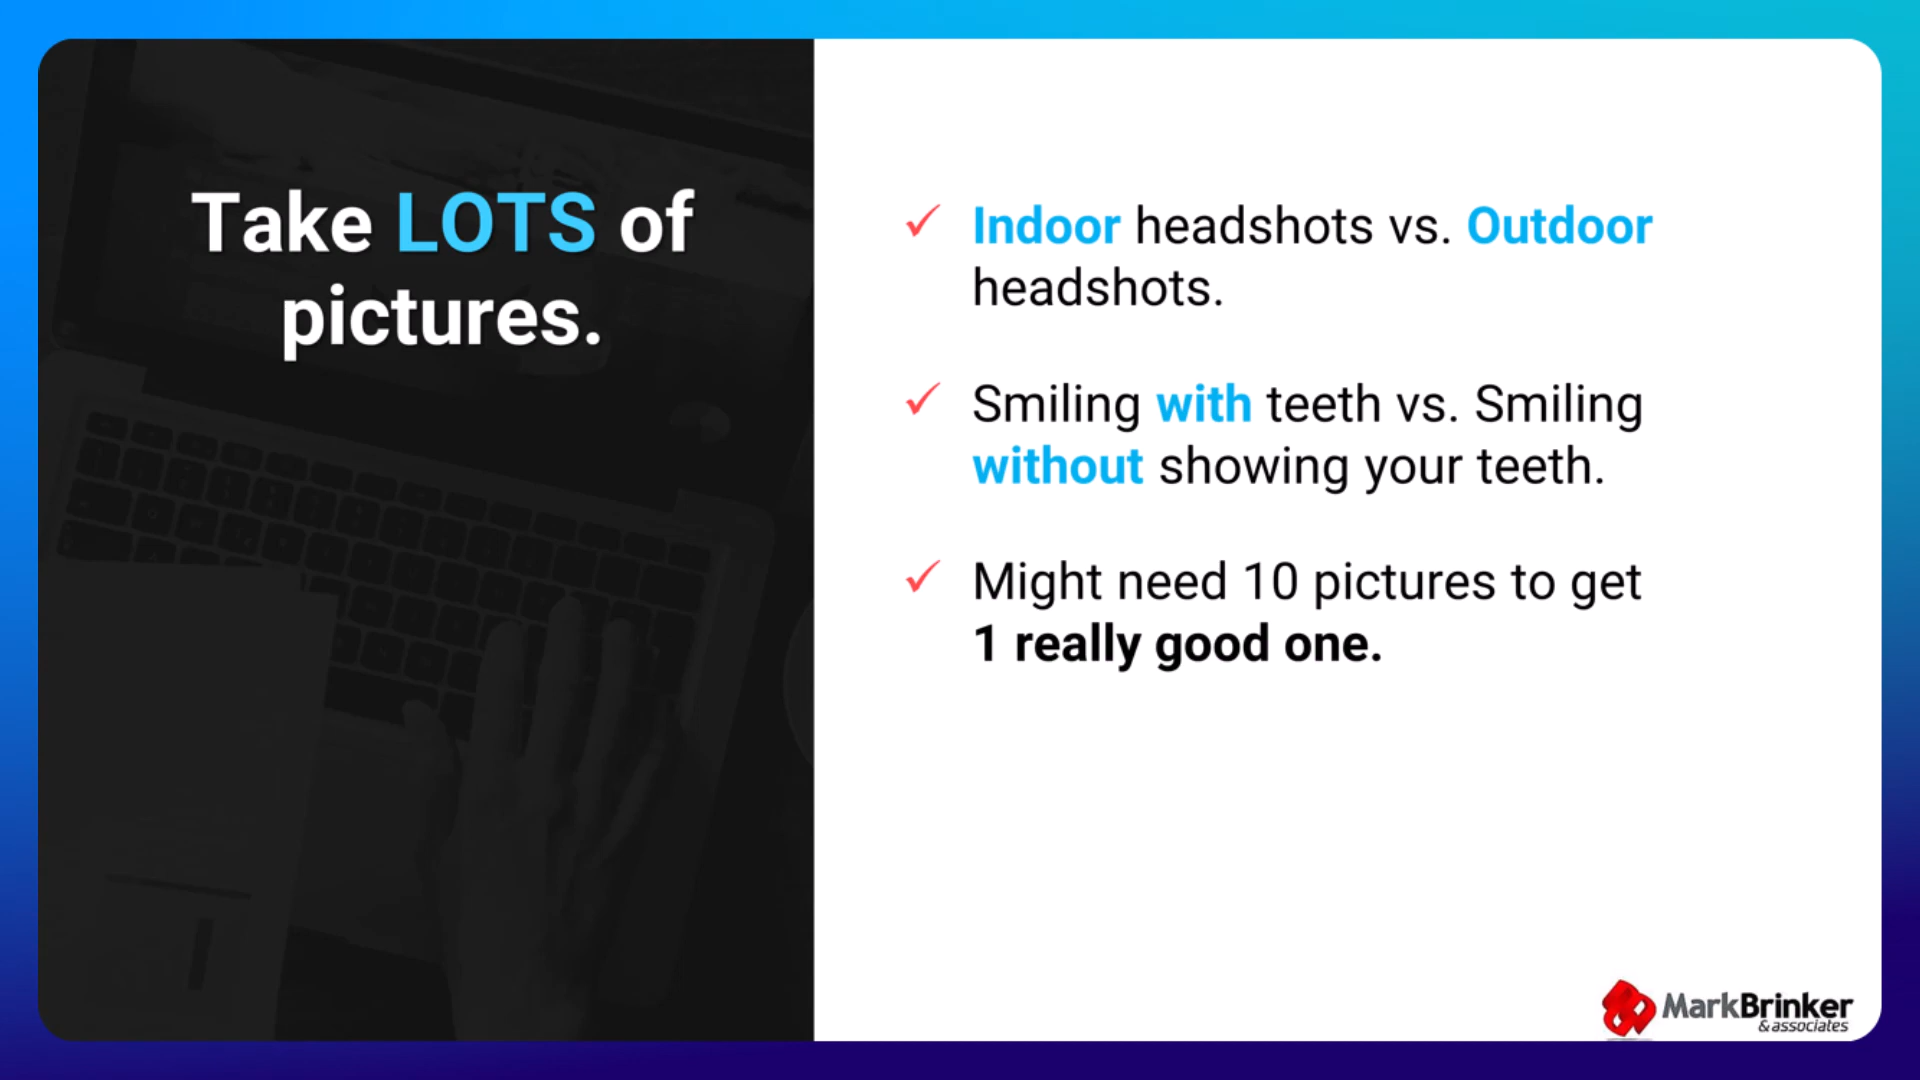 Take LOTS of
pictures.
Indoor headshots vs. Outdoor
headshots.
Smiling with teeth vs. Smiling
without showing your teeth.
Might need 10 pictures to get
1 really good one.
MarkBrinker
& associates